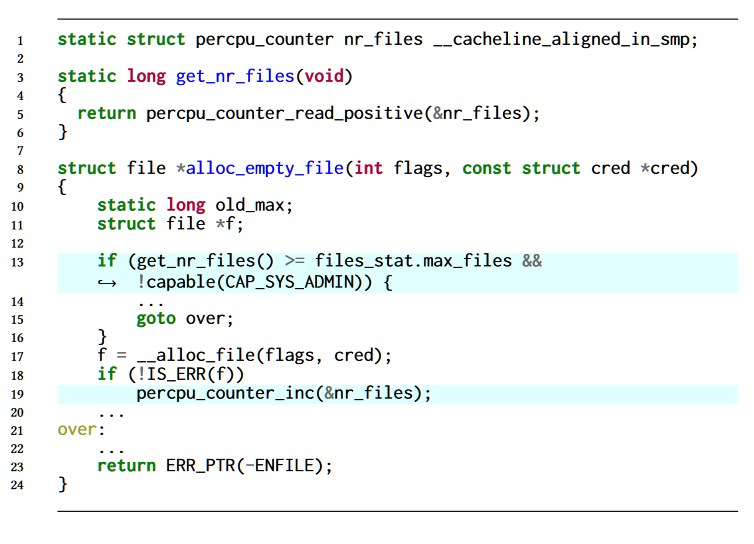 1 static struct percpu_counter nr_files __cacheline_aligned_in_smp;
2
3 static long get_nr_files(void)
4 {
5   return percpu_counter_read_positive(&nr_files);
6 }
7
8 struct file *alloc_empty_file(int flags, const struct cred *cred)
9 {
10     static long old_max;
11     struct file *f;
12
13     if (get_nr_files() >= files_stat.max_files &&
↪ !capable(CAP_SYS_ADMIN)) {
14         ...
15         goto over;
16     }
17     f = __alloc_file(flags, cred);
18     if (!IS_ERR(f))
19         percpu_counter_inc(&nr_files);
20     ...
21 over:
22     ...
23     return ERR_PTR(-ENFILE);
24 }